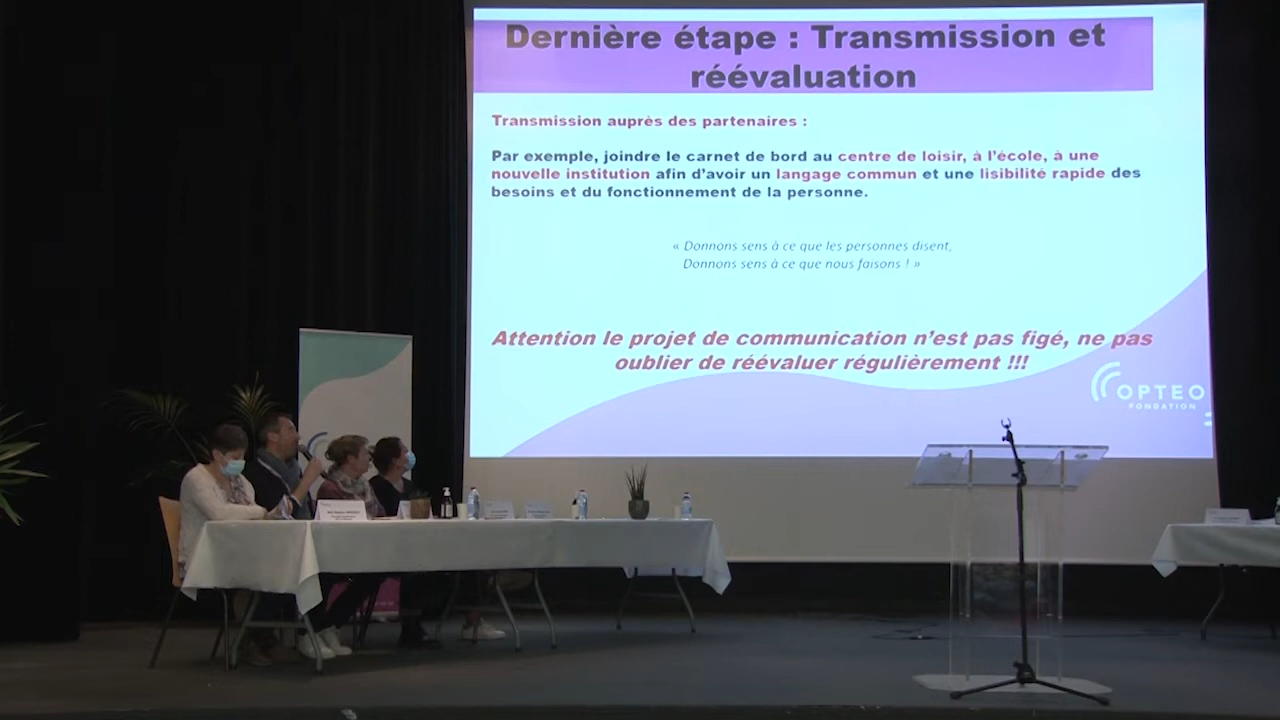 Dernière étape : Transmission et
réévaluation
Transmission auprès des partenaires :
Par exemple, joindre le carnet de bord au centre de loisir, à l'école, à une
nouvelle institution afin d'avoir un langage commun et une lisibilité rapide des
besoins et du fonctionnement de la personne.
« Donnons sens à ce que les personnes disent,
Donnons sens à ce que nous faisons ! »
Attention le projet de communication n'est pas figé, ne pas
oublier de réévaluer régulièrement !!!
OPTEO
FONDATION